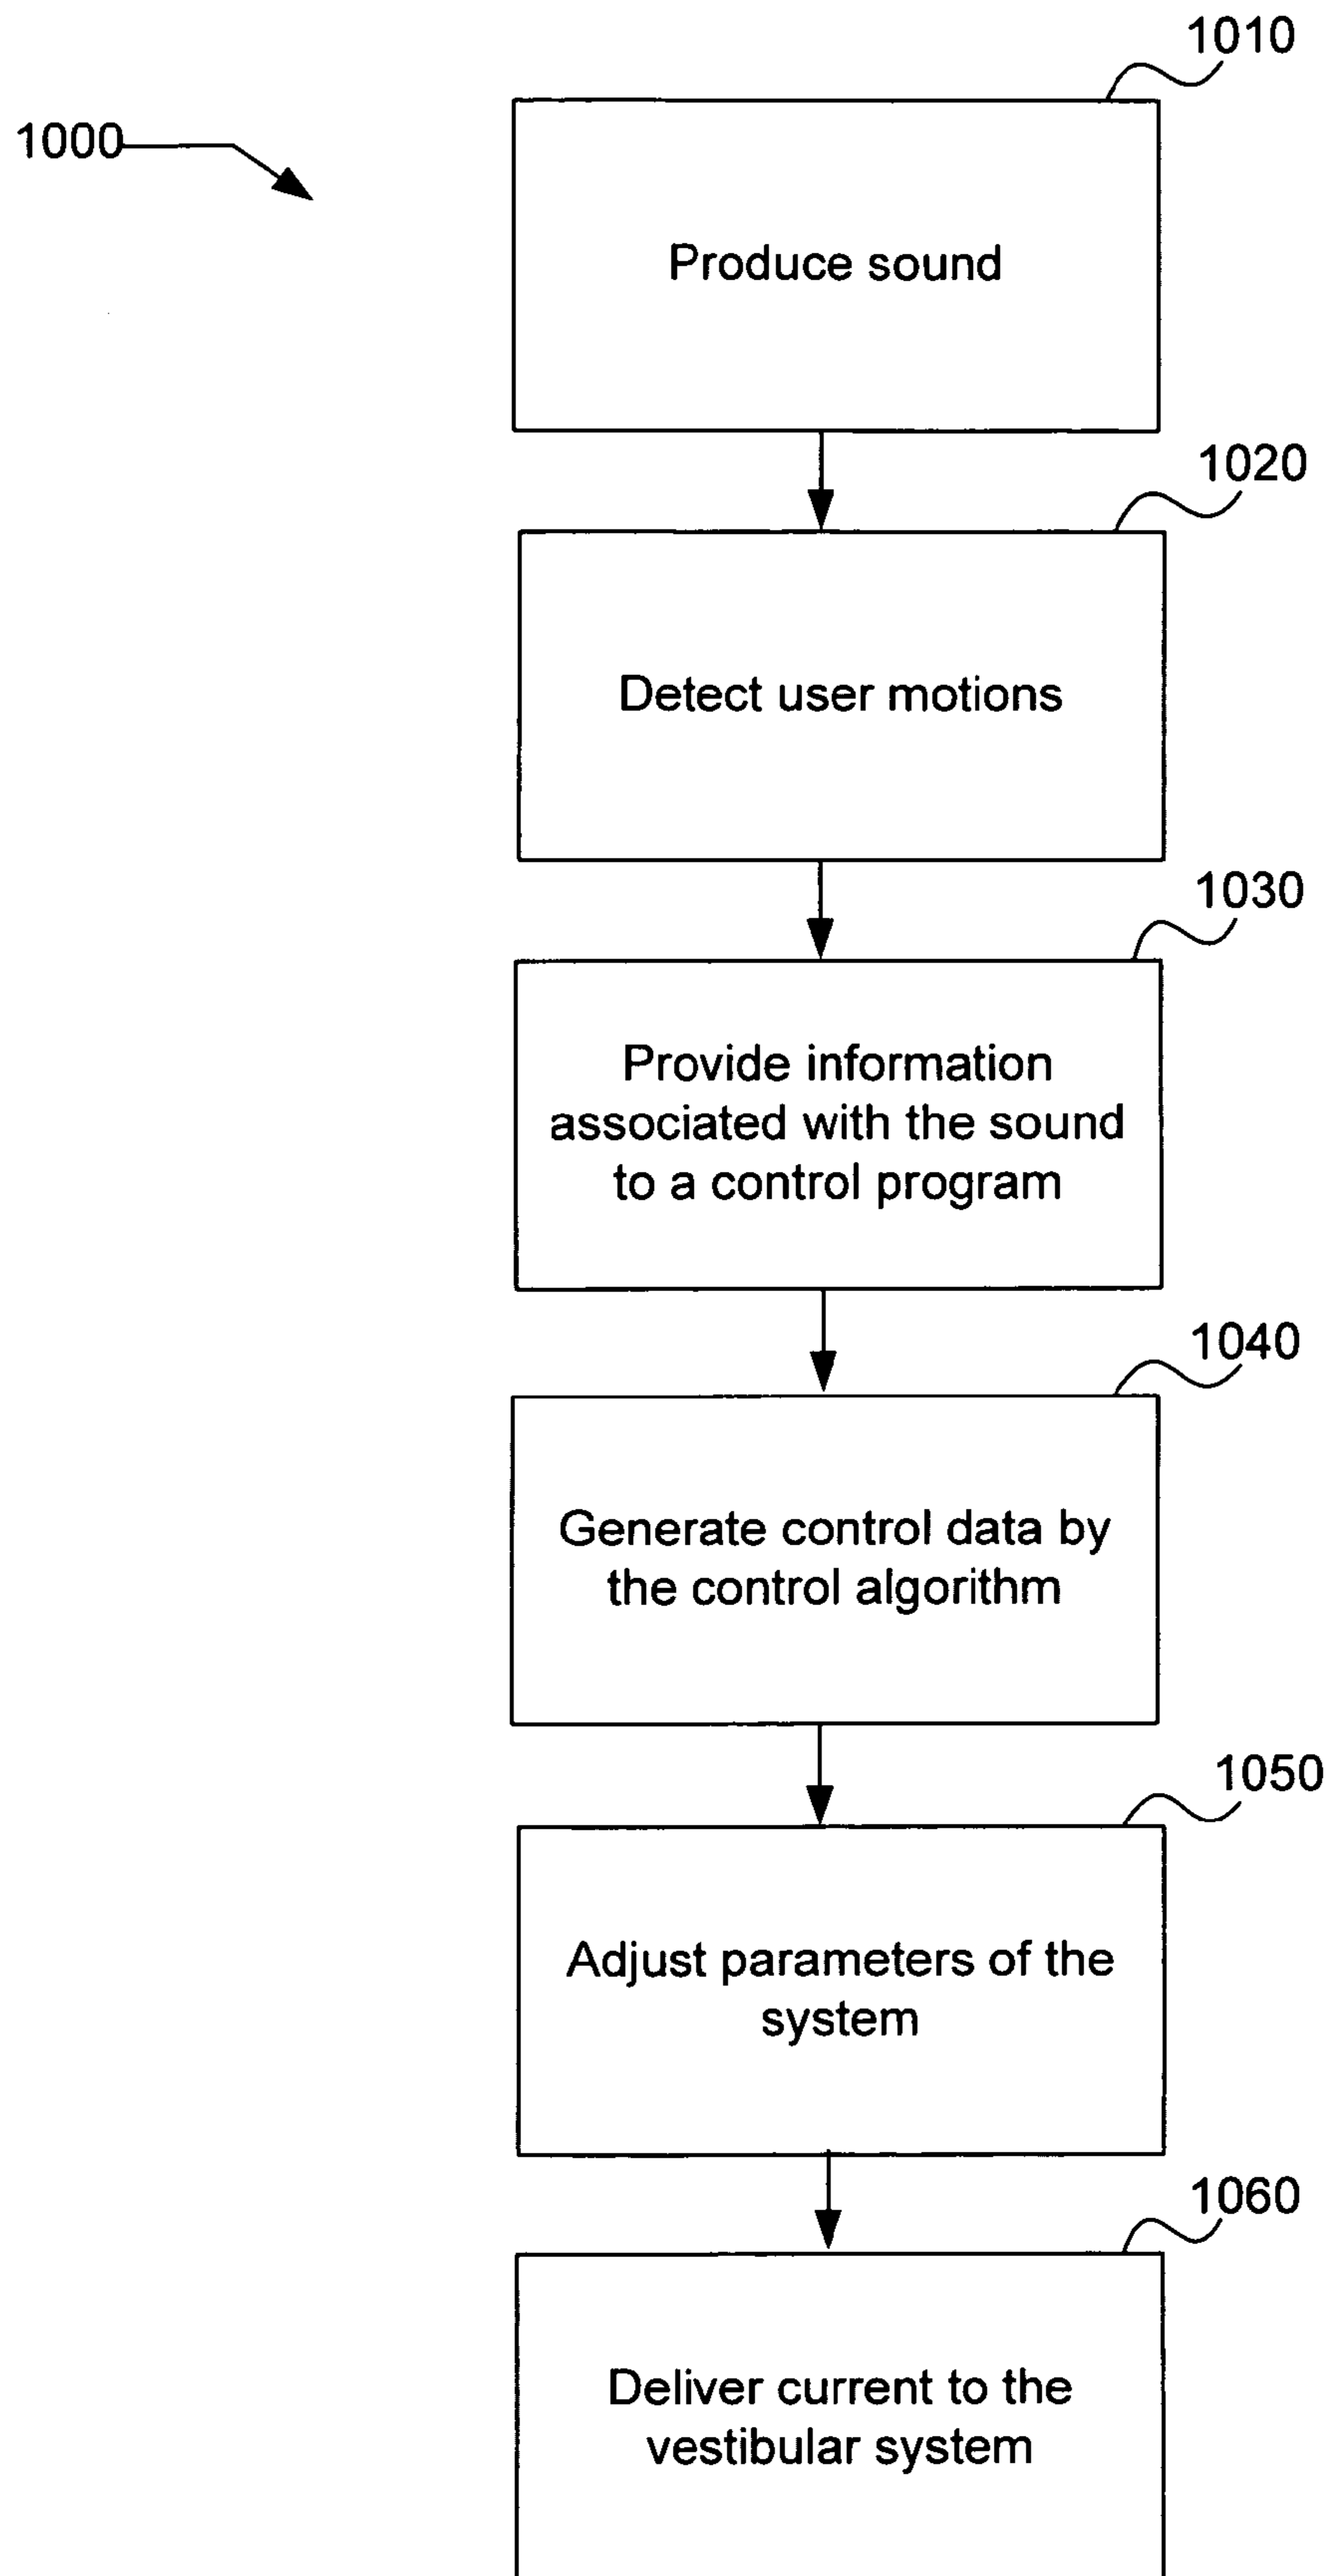 1010
1000
Produce sound
1020
Detect user motions
1030
Provide information
associated with the sound
to a control program
1040
Generate control data by
the control algorithm
1050
Adjust parameters of the
system
1060
Deliver current to the
vestibular system